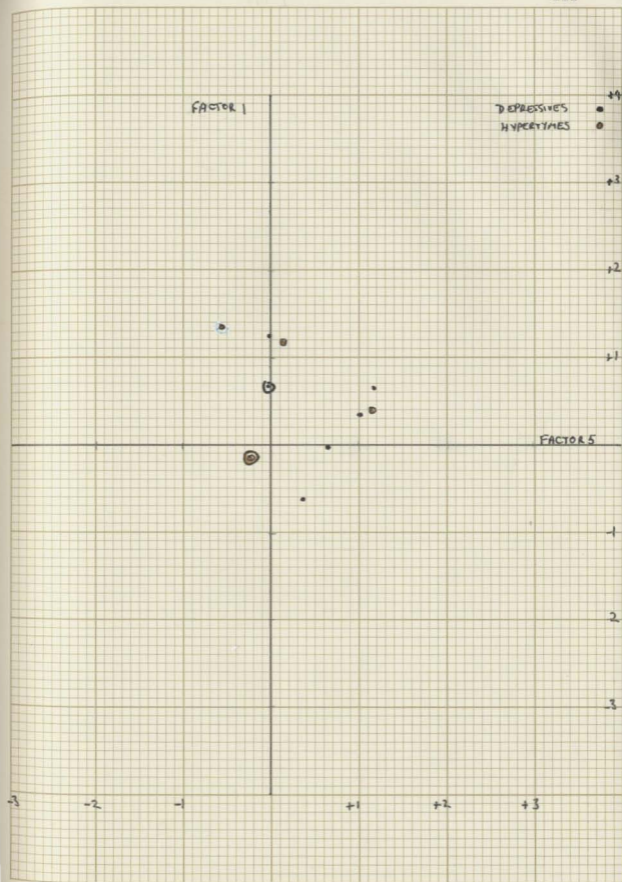 FACTOR 1
DEPRESSIVES
HYPERTYMES
+4
+3
+2
+1
FACTOR 5
-1
-2
-3
-3 -2 -1 +1 +2 +3